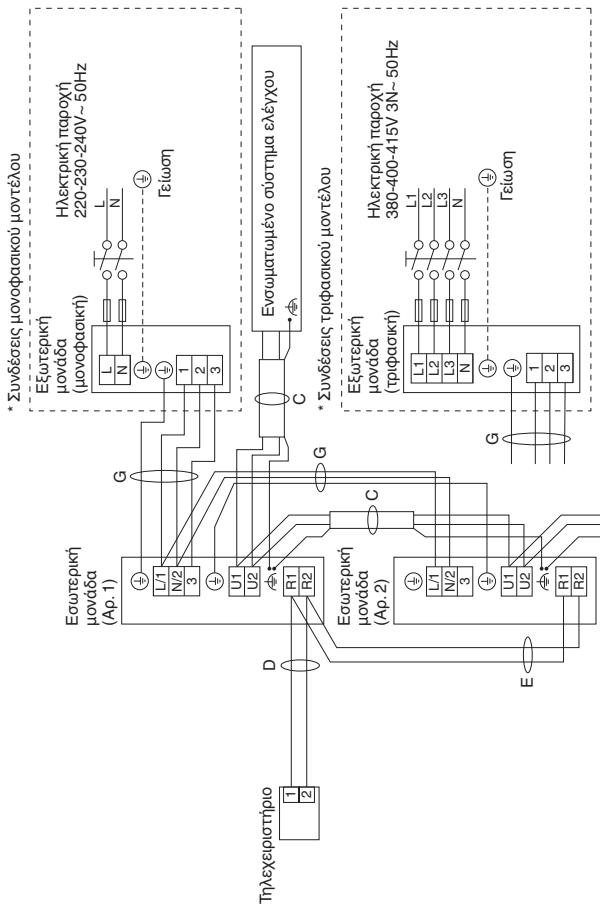 * Συνδέσεις μονοφασικού μοντέλου
Ηλεκτρική παροχή
220-230-240V ~ 50Hz
L
N
Γείωση
Εξωτερική
μονάδα
(μονοφασική)
L
N
1
2
3
G
Ενσωματωμένο σύστημα ελέγχου
C
* Συνδέσεις τριφασικού μοντέλου
Ηλεκτρική παροχή
380-400-415V 3N~ 50Hz
L1
L2
L3
N
Γείωση
Εξωτερική
μονάδα
(τριφασική)
L1
L2
L3
N
1
2
3
G
G
C
Εσωτερική
μονάδα
(Αρ. 1)
L/1
N/2
3
U1
U2
R1
R2
Εσωτερική
μονάδα
(Αρ. 2)
L/1
N/2
3
U1
U2
R1
R2
D
E
Τηλεχειριστήριο
1
2